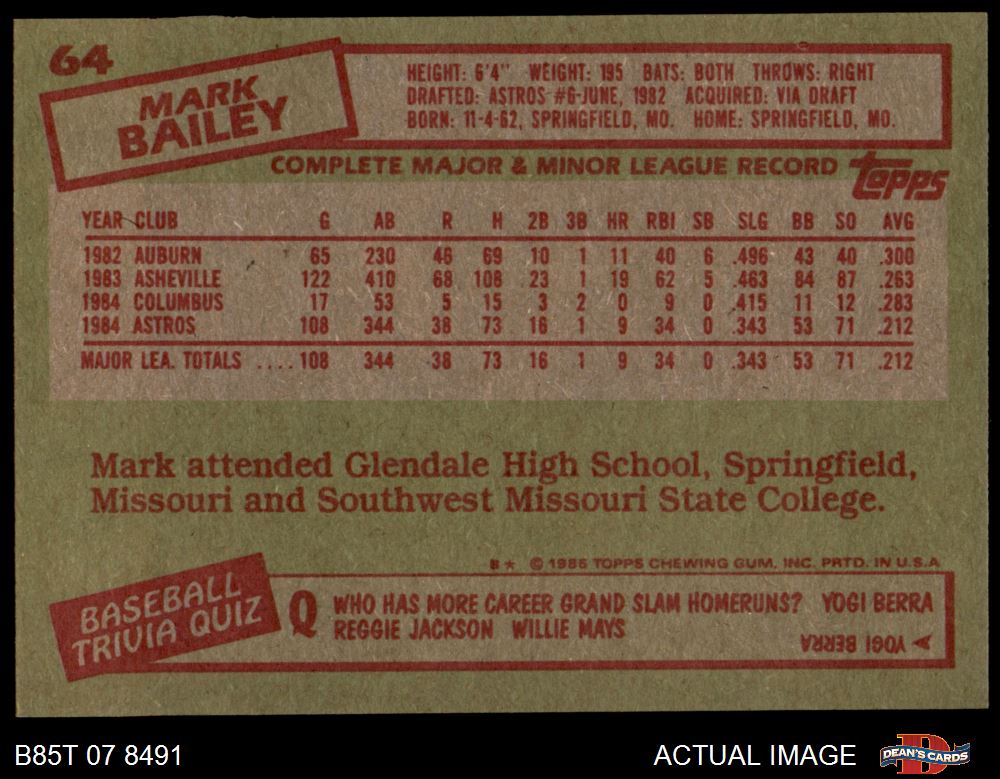 64
MARK
BAILEY
HEIGHT: 6'4" WEIGHT: 195 BATS: BOTH THROWS: RIGHT
DRAFTED: ASTROS #6-JUNE, 1982 ACQUIRED: VIA DRAFT
BORN: 11-4-62, SPRINGFIELD, MO. HOME: SPRINGFIELD, MO.
COMPLETE MAJOR & MINOR LEAGUE RECORD topps
YEAR CLUB G AB R H 2B 3B HR RBI SB SLG BB SO AVG
1982 AUBURN 65 230 46 69 10 1 11 40 6 .496 43 40 .300
1983 ASHEVILLE 122 410 68 108 23 1 19 62 5 .463 84 87 .263
1984 COLUMBUS 17 53 5 15 3 2 0 9 0 .415 11 12 .283
1984 ASTROS 108 344 38 73 16 1 9 34 0 .343 53 71 .212
MAJOR LEA. TOTALS .... 108 344 38 73 16 1 9 34 0 .343 53 71 .212
Mark attended Glendale High School, Springfield,
Missouri and Southwest Missouri State College.
B* © 1985 TOPPS CHEWING GUM, INC. PRTD. IN U.S.A
BASEBALL
TRIVIA QUIZ
Q WHO HAS MORE CAREER GRAND SLAM HOMERUNS? YOGI BERRA
REGGIE JACKSON WILLIE MAYS
YOGI BERRA
B85T 07 8491 ACTUAL IMAGE D DEAN'S CARDS